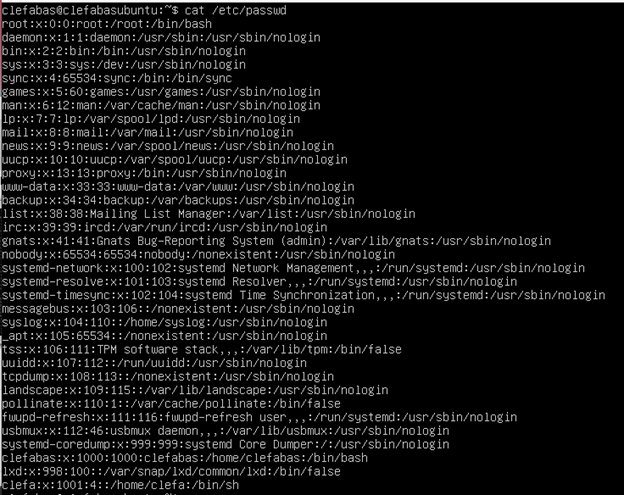 clefabas@clefabasubuntu:~$ cat /etc/passwd
root:x:0:0:root:/root:/bin/bash
daemon:x:1:1:daemon:/usr/sbin:/usr/sbin/nologin
bin:x:2:2:bin:/bin:/usr/sbin/nologin
sys:x:3:3:sys:/dev:/usr/sbin/nologin
sync:x:4:65534:sync:/bin:/bin/sync
games:x:5:60:games:/usr/games:/usr/sbin/nologin
man:x:6:12:man:/var/cache/man:/usr/sbin/nologin
lp:x:7:7:lp:/var/spool/lpd:/usr/sbin/nologin
mail:x:8:8:mail:/var/mail:/usr/sbin/nologin
news:x:9:9:news:/var/spool/news:/usr/sbin/nologin
uucp:x:10:10:uucp:/var/spool/uucp:/usr/sbin/nologin
proxy:x:13:13:proxy:/bin:/usr/sbin/nologin
www-data:x:33:33:www-data:/var/www:/usr/sbin/nologin
backup:x:34:34:backup:/var/backups:/usr/sbin/nologin
list:x:38:38:Mailing List Manager:/var/list:/usr/sbin/nologin
irc:x:39:39:ircd:/var/run/ircd:/usr/sbin/nologin
gnats:x:41:41:Gnats Bug-Reporting System (admin):/var/lib/gnats:/usr/sbin/nologin
nobody:x:65534:65534:nobody:/nonexistent:/usr/sbin/nologin
systemd-network:x:100:102:systemd Network Management,,,:/run/systemd:/usr/sbin/nologin
systemd-resolve:x:101:103:systemd Resolver,,,:/run/systemd:/usr/sbin/nologin
systemd-timesync:x:102:104:systemd Time Synchronization,,,:/run/systemd:/usr/sbin/nologin
messagebus:x:103:106::/nonexistent:/usr/sbin/nologin
syslog:x:104:110::/home/syslog:/usr/sbin/nologin
_apt:x:105:65534::/nonexistent:/usr/sbin/nologin
tss:x:106:111:TPM software stack,,,:/var/lib/tpm:/bin/false
uuidd:x:107:112::/run/uuidd:/usr/sbin/nologin
tcpdump:x:108:113::/nonexistent:/usr/sbin/nologin
landscape:x:109:115::/var/lib/landscape:/usr/sbin/nologin
pollinate:x:110:1::/var/cache/pollinate:/bin/false
fwupd-refresh:x:111:116:fwupd-refresh user,,,:/run/systemd:/usr/sbin/nologin
usbmux:x:112:46:usbmux daemon,,,:/var/lib/usbmux:/usr/sbin/nologin
systemd-coredump:x:999:999:systemd Core Dumper:/:/usr/sbin/nologin
clefabas:x:1000:1000:clefabas:/home/clefabas:/bin/bash
lxd:x:998:100::/var/snap/lxd/common/lxd:/bin/false
clefa:x:1001:4::/home/clefa:/bin/sh